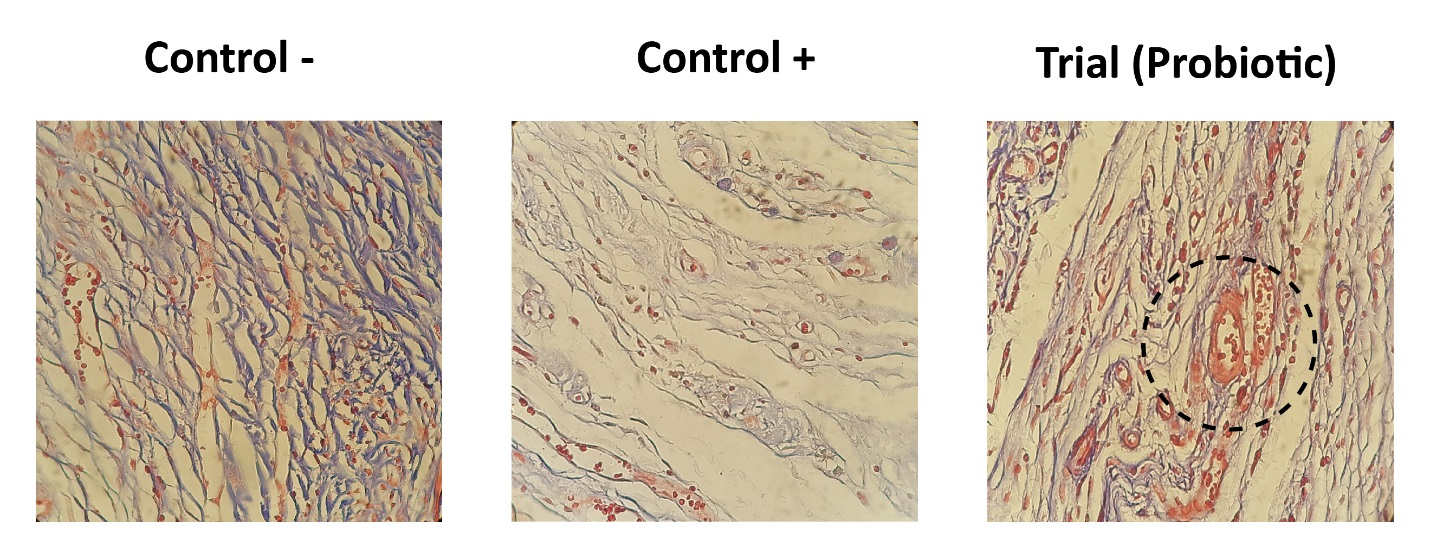 Control -
Control +
Trial (Probiotic)